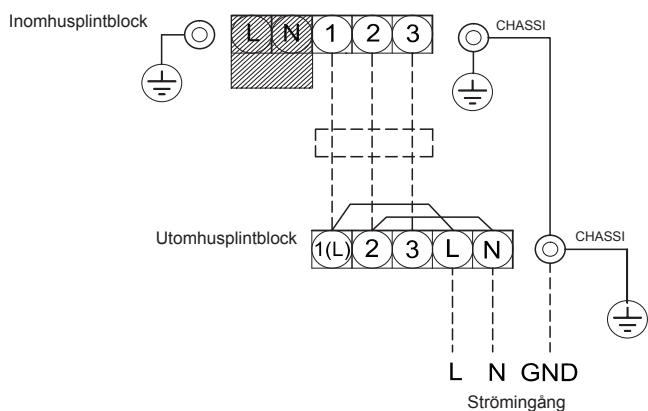 Inomhusplintblock
L N 1 2 3
CHASSI
Utomhusplintblock
1(L) 2 3 L N
CHASSI
L N GND
Strömingång